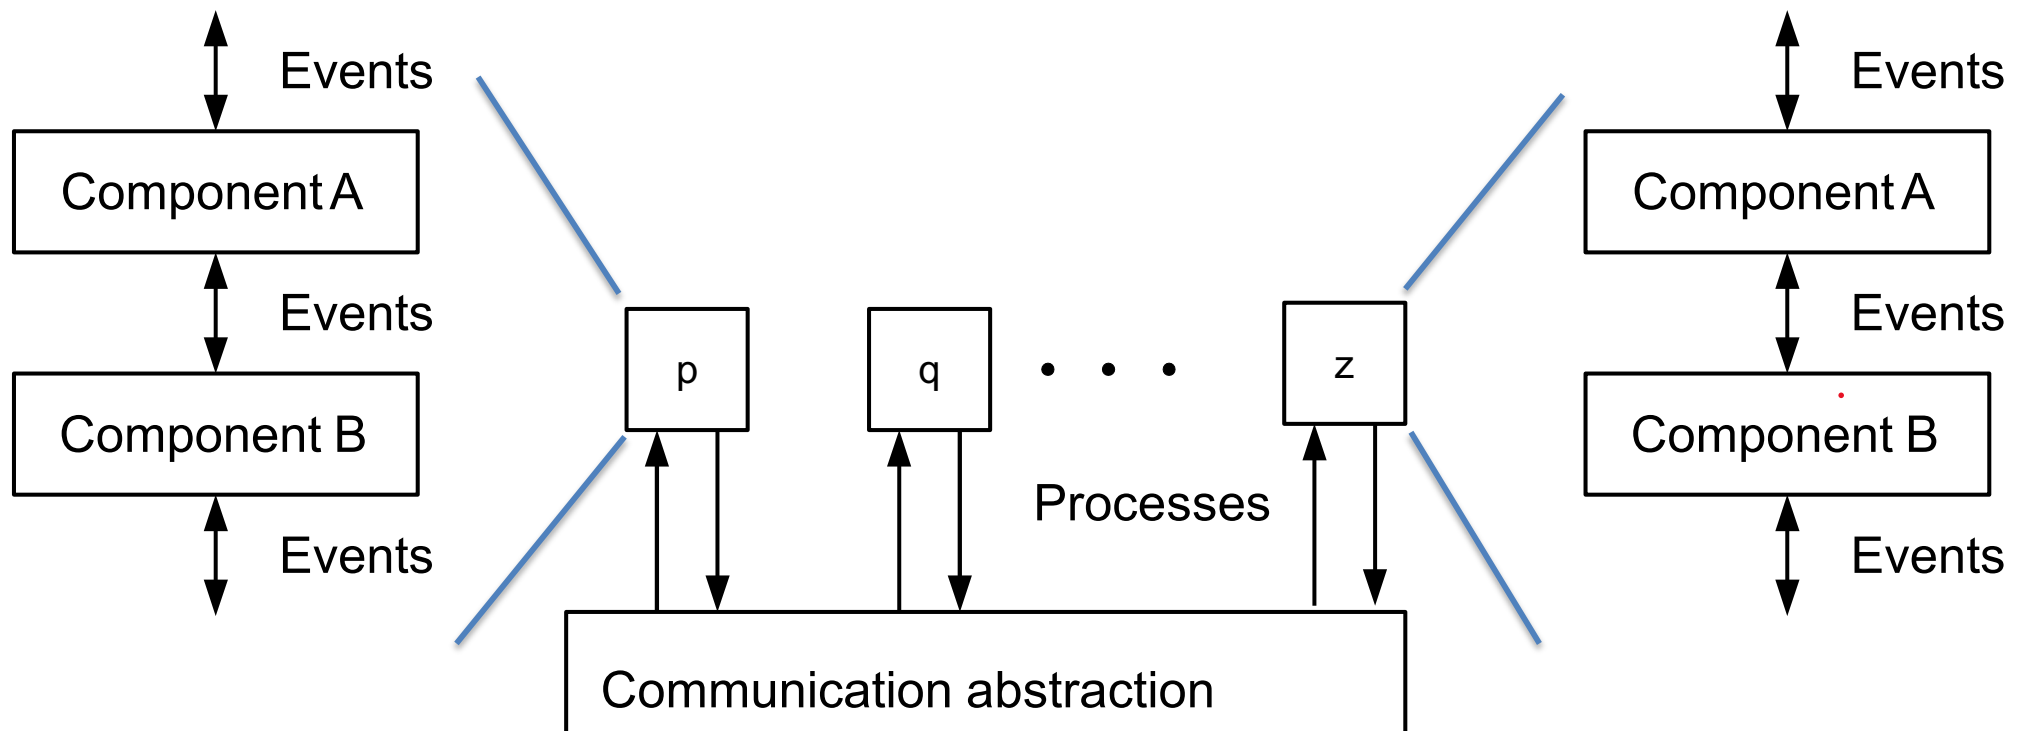 Events
Component A
Events
Component B
Events
p
q
z
Processes
Communication abstraction
Events
Component A
Events
Component B
Events